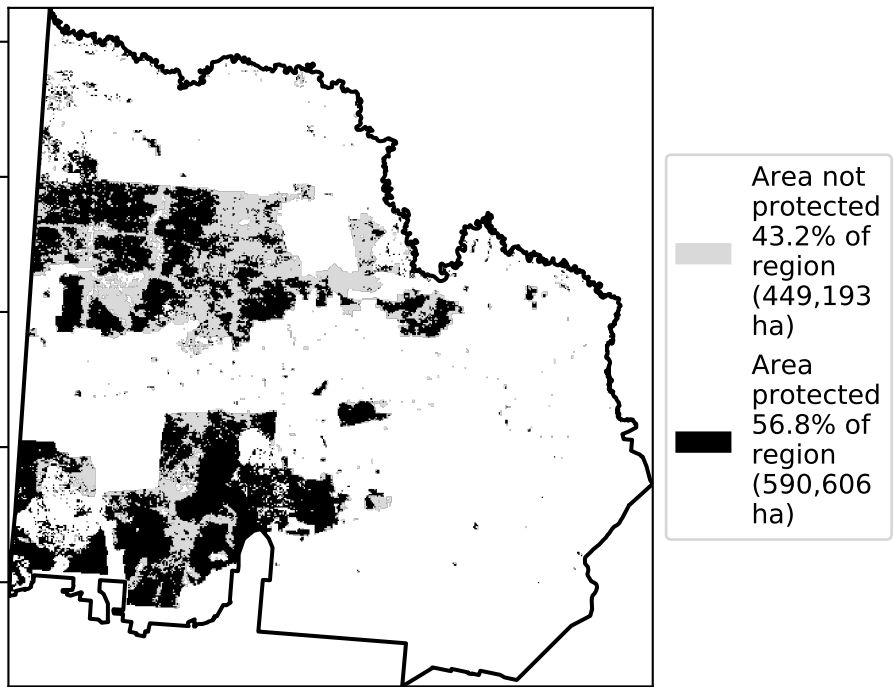 Area not
protected
43.2% of
region
(449,193
ha)
Area
protected
56.8% of
region
(590,606
ha)